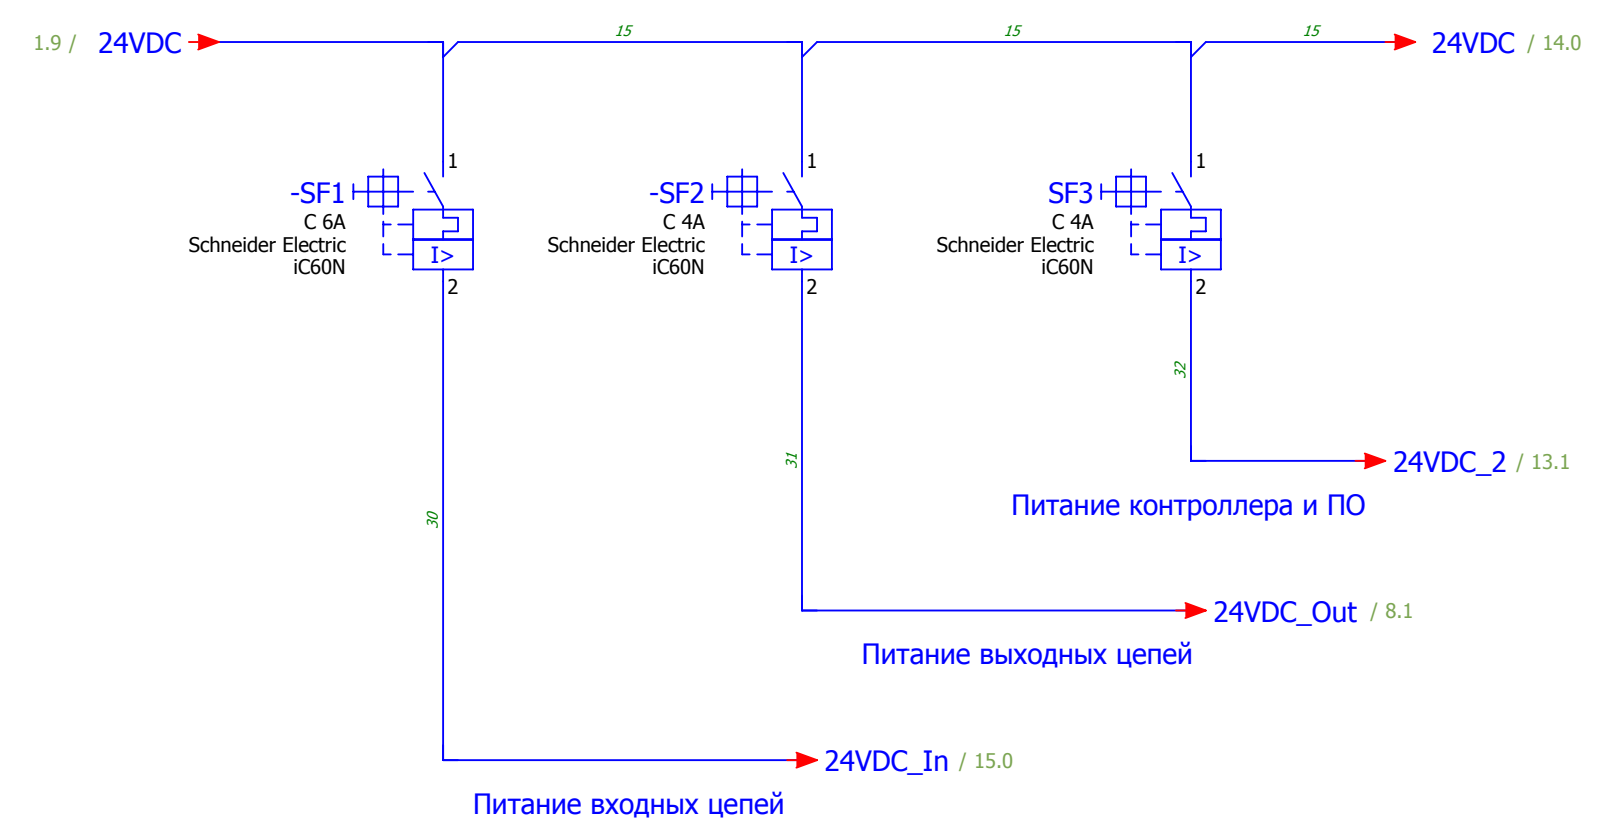 1.9 / 24VDC
15
15
15
24VDC / 14.0
1
-SF1
C 6A
Schneider Electric
iC60N
I>
2
1
-SF2
C 4A
Schneider Electric
iC60N
I>
2
1
SF3
C 4A
Schneider Electric
iC60N
I>
2
32
24VDC_2 / 13.1
Питание контроллера и ПО
31
24VDC_Out / 8.1
Питание выходных цепей
30
24VDC_In / 15.0
Питание входных цепей